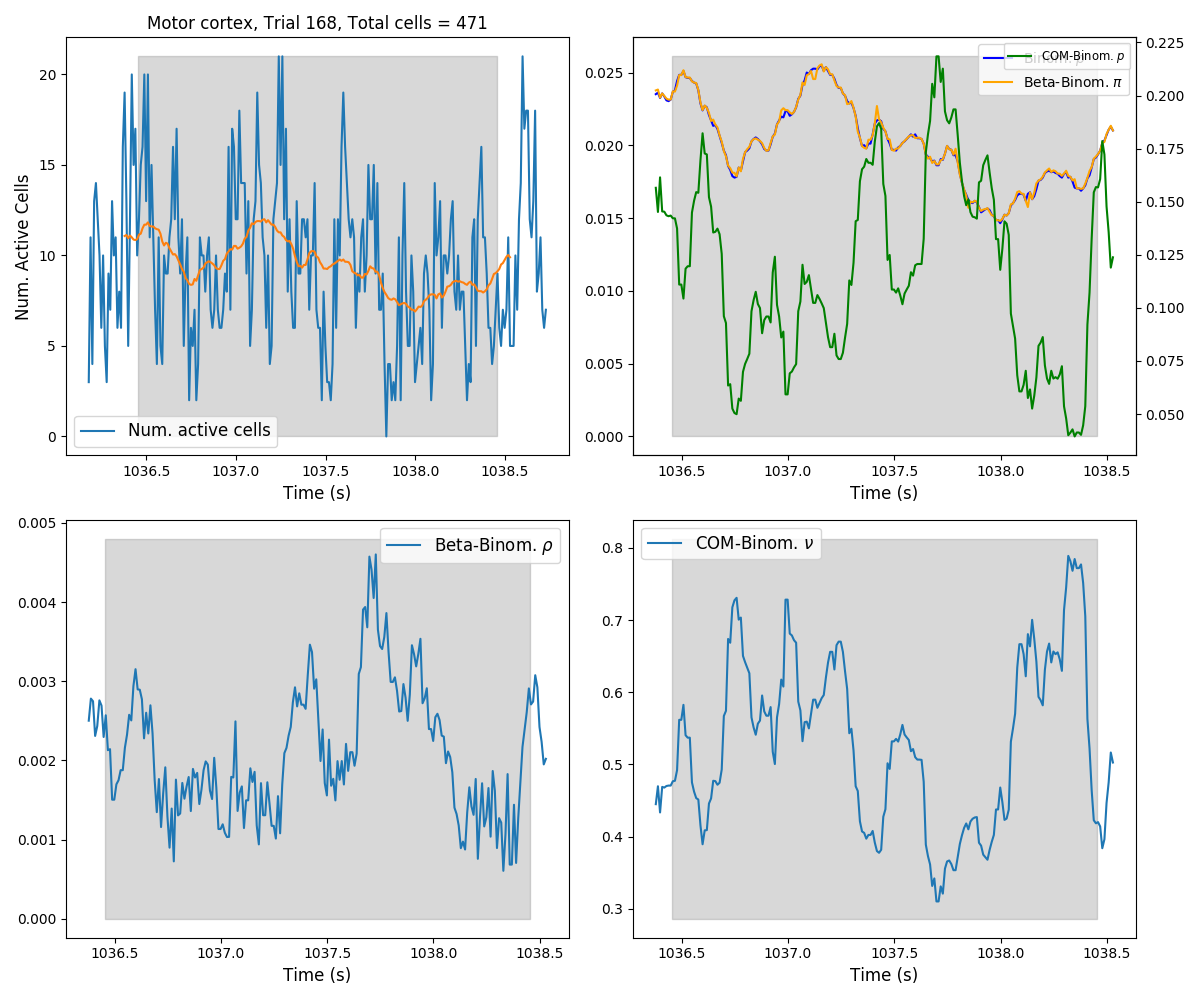 Motor cortex, Trial 168, Total cells = 471
Num. Active Cells
20
15
10
5
0
Num. active cells
1036.5 1037.0 1037.5 1038.0 1038.5
Time (s)
0.025
0.020
0.015
0.010
0.005
0.000
COM-Binom. p
Binom. p
Beta-Binom. π
0.225
0.200
0.175
0.150
0.125
0.100
0.075
0.050
1036.5 1037.0 1037.5 1038.0 1038.5
Time (s)
0.005
0.004
0.003
0.002
0.001
0.000
Beta-Binom. ρ
1036.5 1037.0 1037.5 1038.0 1038.5
Time (s)
0.8
0.7
0.6
0.5
0.4
0.3
COM-Binom. ν
1036.5 1037.0 1037.5 1038.0 1038.5
Time (s)